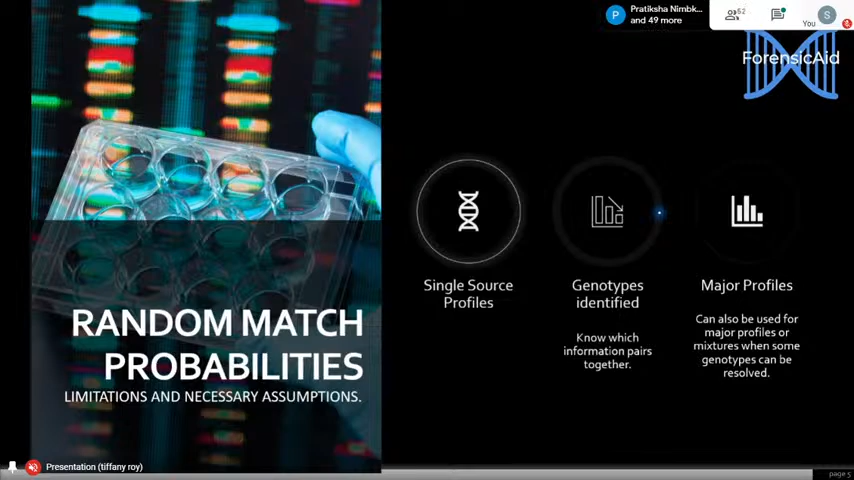 Pratiksha Nimbk...
and 49 more
P
62
S
You
ForensicAid
Single Source
Profiles
Genotypes
identified
Know which
information pairs
together.
Major Profiles
Can also be used for
major profiles or
mixtures when some
genotypes can be
resolved.
RANDOM MATCH
PROBABILITIES
LIMITATIONS AND NECESSARY ASSUMPTIONS.
Presentation (tiffany roy)
page 5